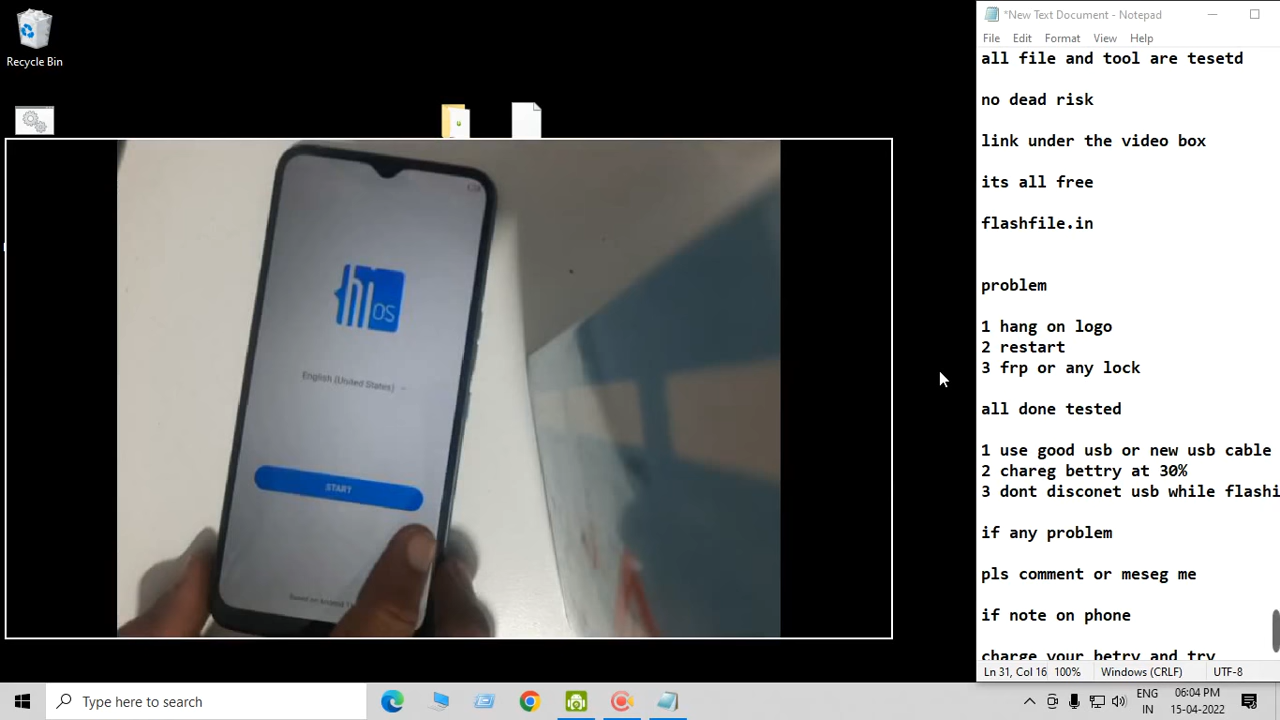 Recycle Bin
hi OS
English (United States)
START
*New Text Document - Notepad
File Edit Format View Help
all file and tool are tesetd
no dead risk
link under the video box
its all free
flashfile.in
problem
1 hang on logo
2 restart
3 frp or any lock
all done tested
1 use good usb or new usb cable
2 chareg bettry at 30%
3 dont disconet usb while flashi
if any problem
pls comment or meseg me
if note on phone
charge your betry and try
Ln 31, Col 16 100% Windows (CRLF) UTF-8
Type here to search
ENG
IN
06:04 PM
15-04-2022